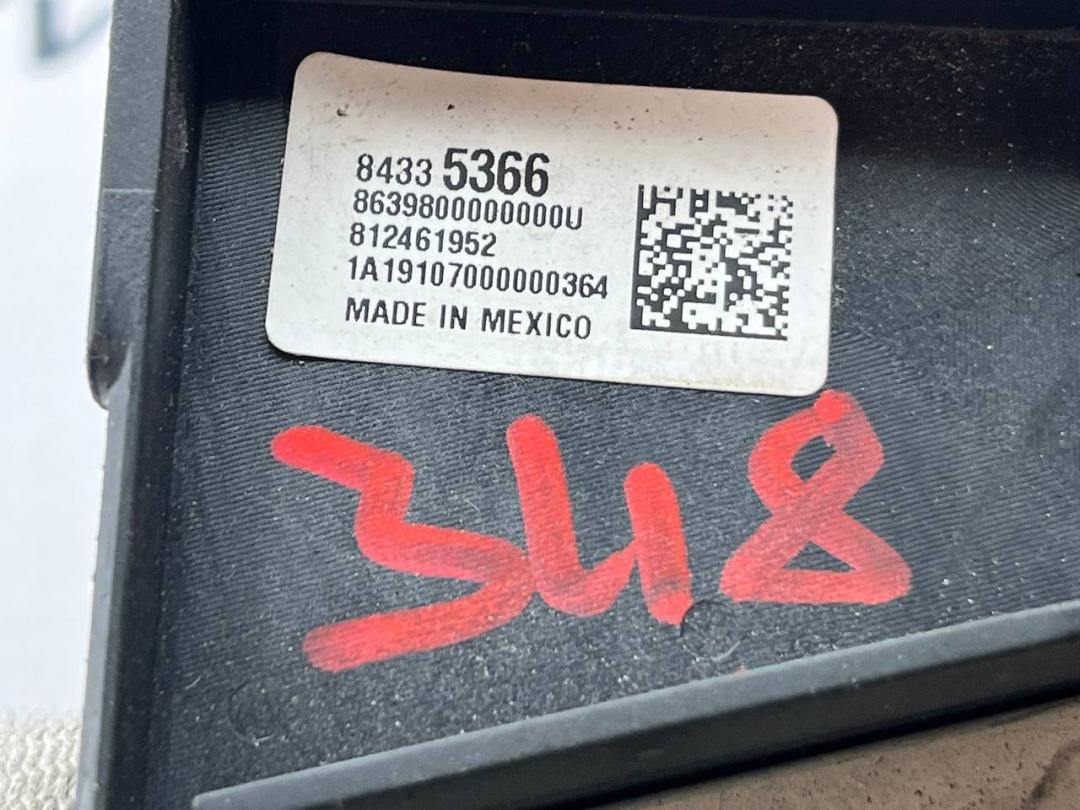 8433 5366
8639800000000U
812461952
1A19107000000364
MADE IN MEXICO
348